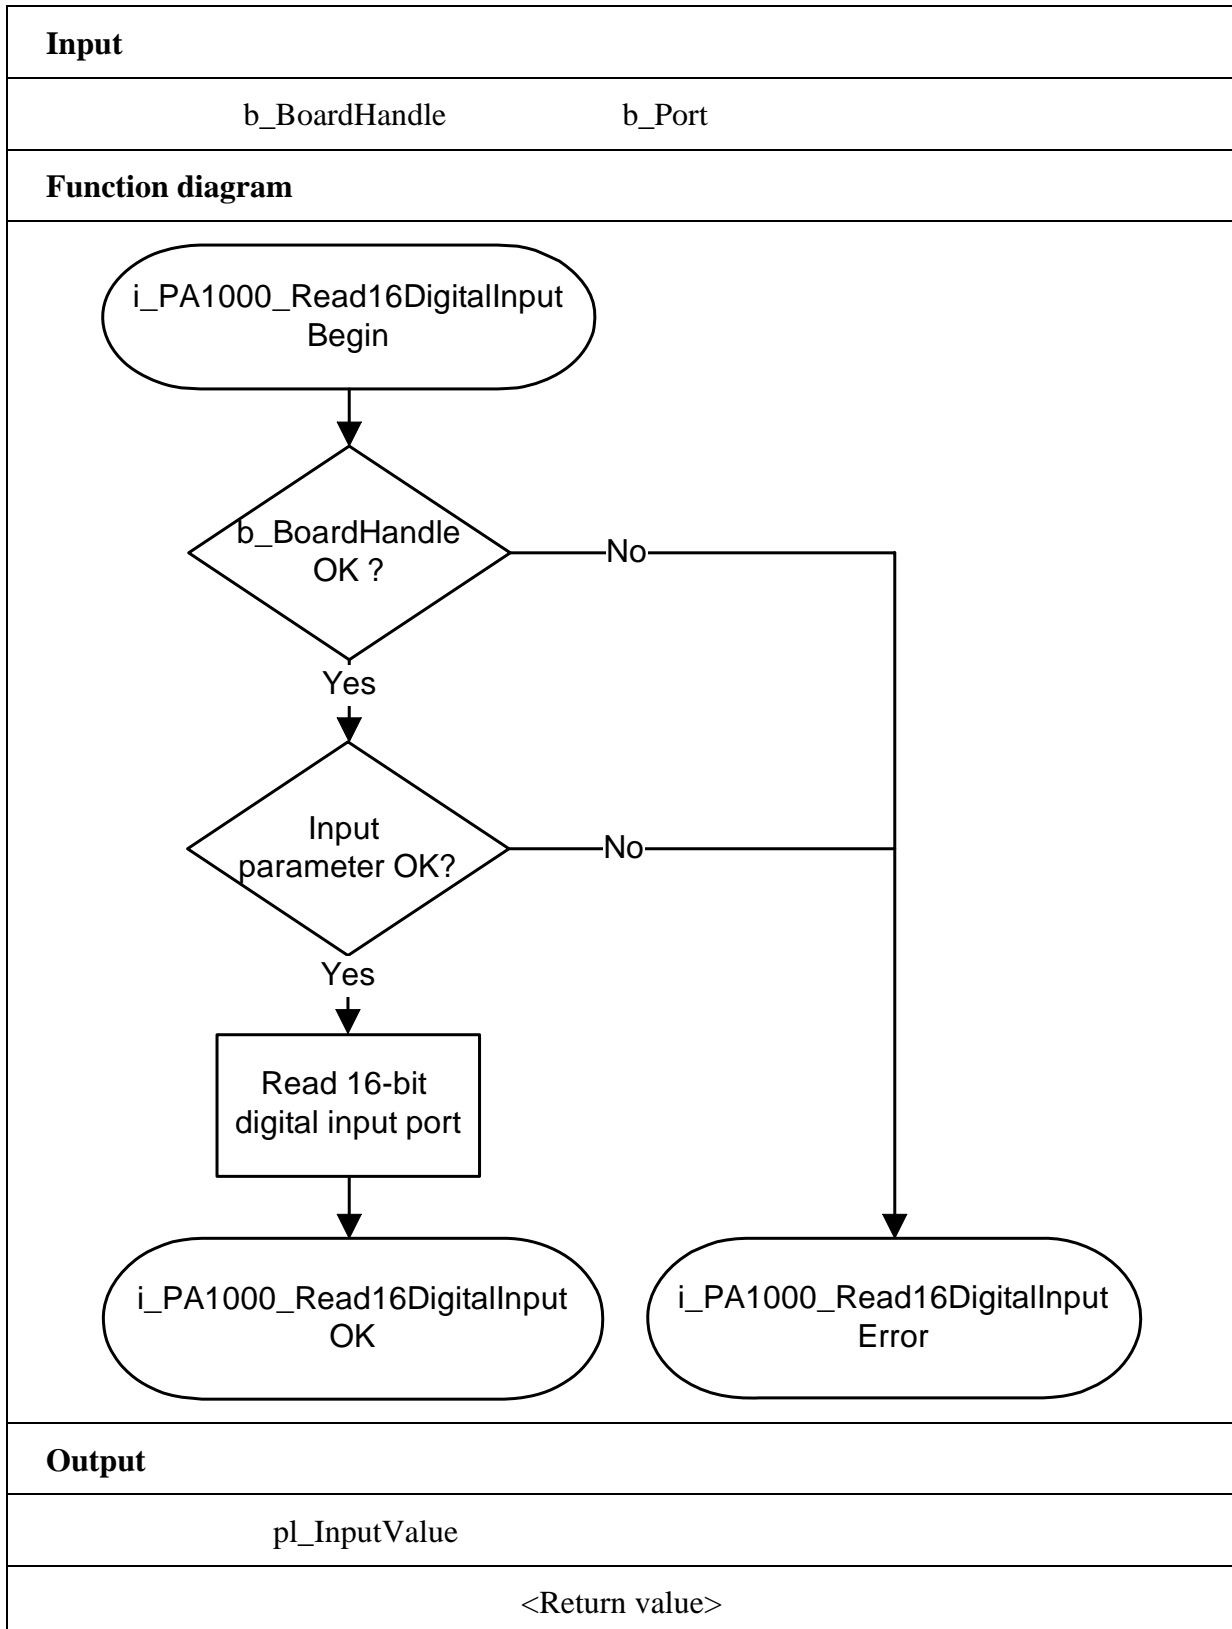 Input
b_BoardHandle b_Port
Function diagram
i_PA1000_Read16DigitalInput
Begin
b_BoardHandle
OK ?
No
Yes
Input
parameter OK?
No
Yes
Read 16-bit
digital input port
i_PA1000_Read16DigitalInput
OK
i_PA1000_Read16DigitalInput
Error
Output
pl_InputValue
<Return value>